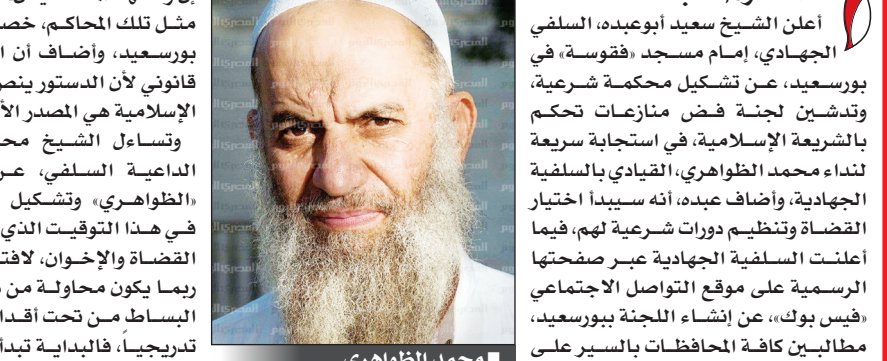 أعلن الشيخ سعيد أبوعبده، السلفي
الجهادي، إمام مسجد «فقوسة» في
بورسعيد، عن تشكيل محكمة شرعية،
وتدشين لجنة فض منازعات تحكم
بالشريعة الإسلامية، في استجابة سريعة
لنداء محمد الظواهري، القيادي بالسلفية
الجهادية، وأضاف عبده، أنه سيبدأ اختيار
القضاة وتنظيم دورات شرعية لهم، فيما
أعلنت السلفية الجهادية عبر صفحتها
الرسمية على موقع التواصل الاجتماعي
«فيس بوك»، عن إنشاء اللجنة ببورسعيد،
مطالبين كافة المحافظات بالسير على
■ محمد الظواهري
مثل تلك المحاكم، خص
بورسعيد، وأضاف أن ا
قانوني لأن الدستور ينص
الإسلامية هي المصدر الأ
وتساءل الشيخ محـ
الداعية السلفي، عـ
«الظواهري» وتشكيل
في هذا التوقيت الذي
القضاة والإخوان، لافتـ
ربما يكون محاولة من
البساط من تحت أقدا
تدريجياً، فالبداية تبدأ